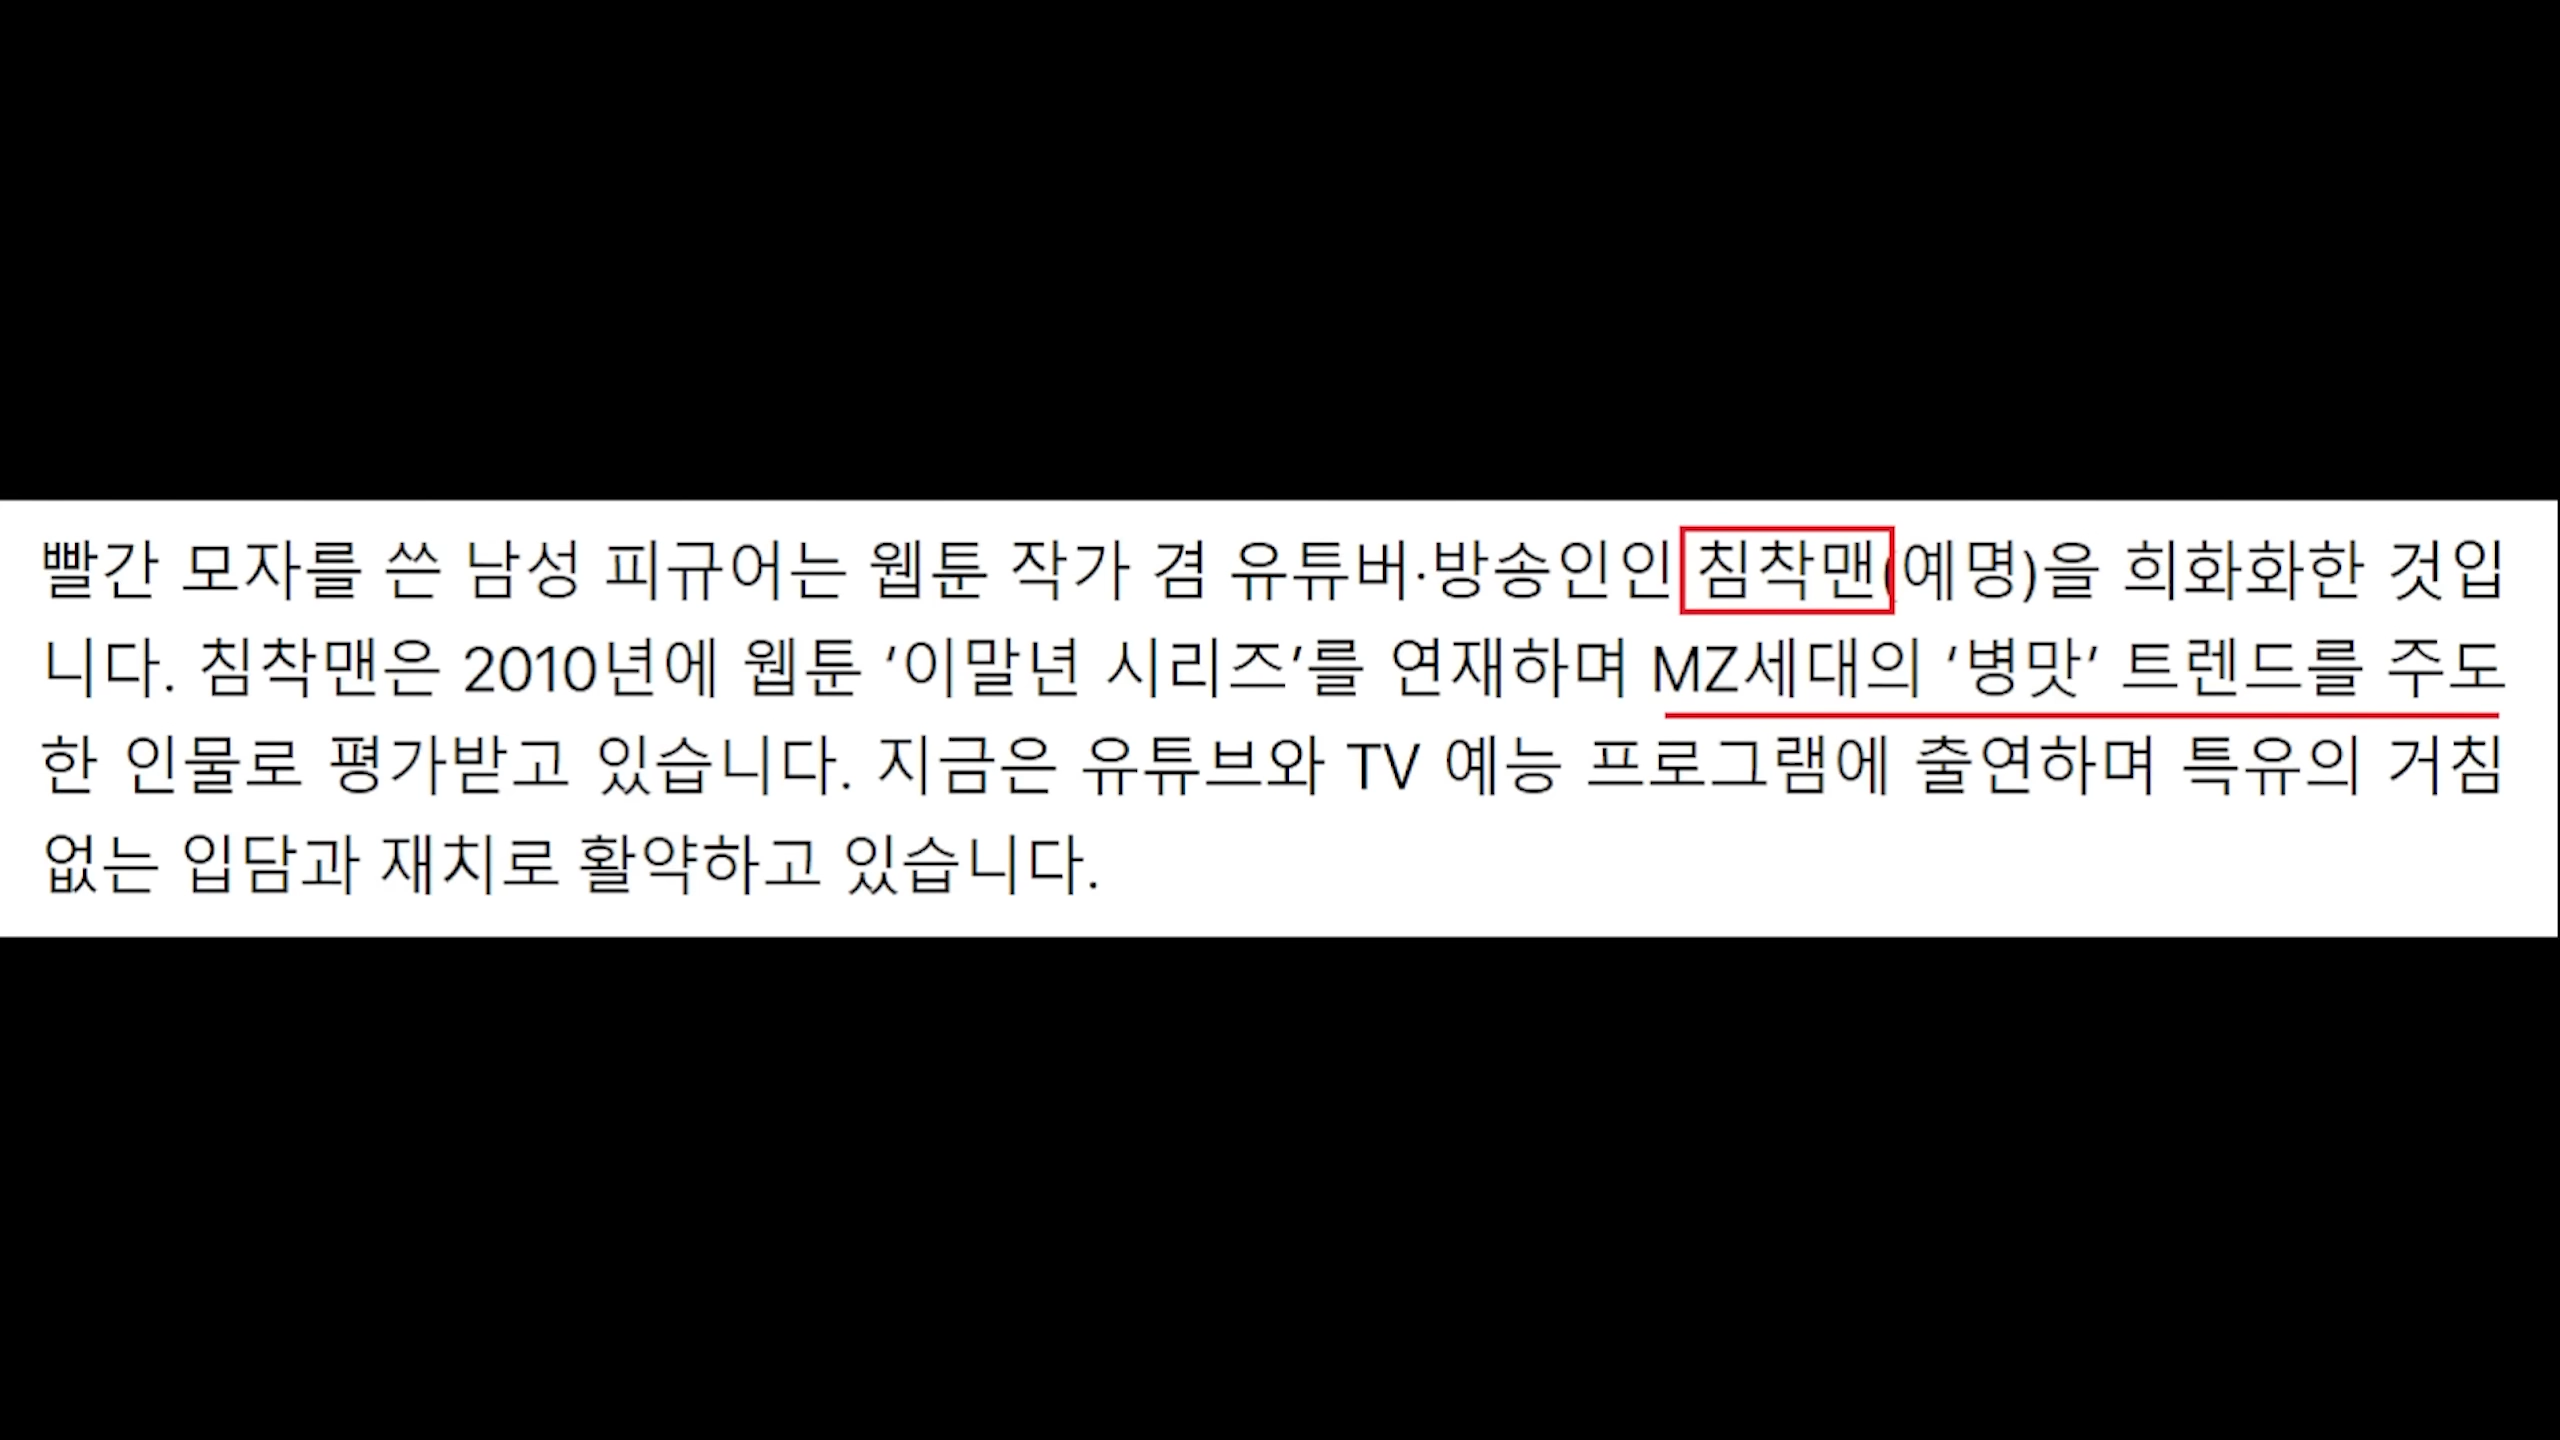 빨간 모자를 쓴 남성 피규어는 웹툰 작가 겸 유튜버·방송인인 침착맨(예명)을 희화화한 것입
니다. 침착맨은 2010년에 웹툰 ‘이말년 시리즈’를 연재하며 MZ세대의 ‘병맛’ 트렌드를 주도
한 인물로 평가받고 있습니다. 지금은 유튜브와 TV 예능 프로그램에 출연하며 특유의 거침
없는 입담과 재치로 활약하고 있습니다.